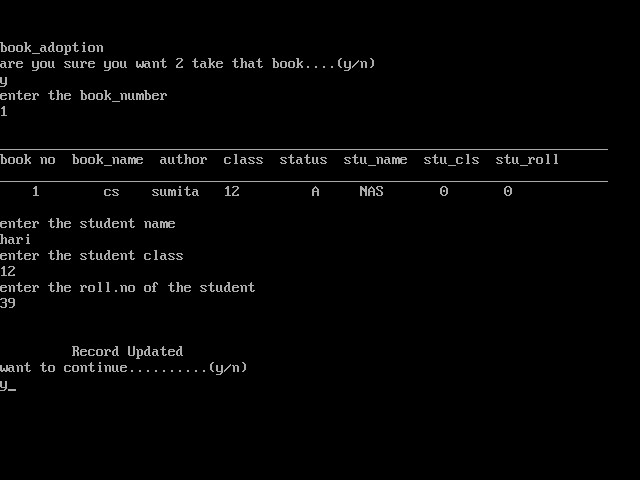 book_adoption
are you sure you want 2 take that book....(y/n)
y
enter the book_number
1
book no book_name author class status stu_name stu_cls stu_roll
1 cs sumita 12 A NAS 0 0
enter the student name
hari
enter the student class
12
enter the roll.no of the student
39
Record Updated
want to continue..........(y/n)
y_